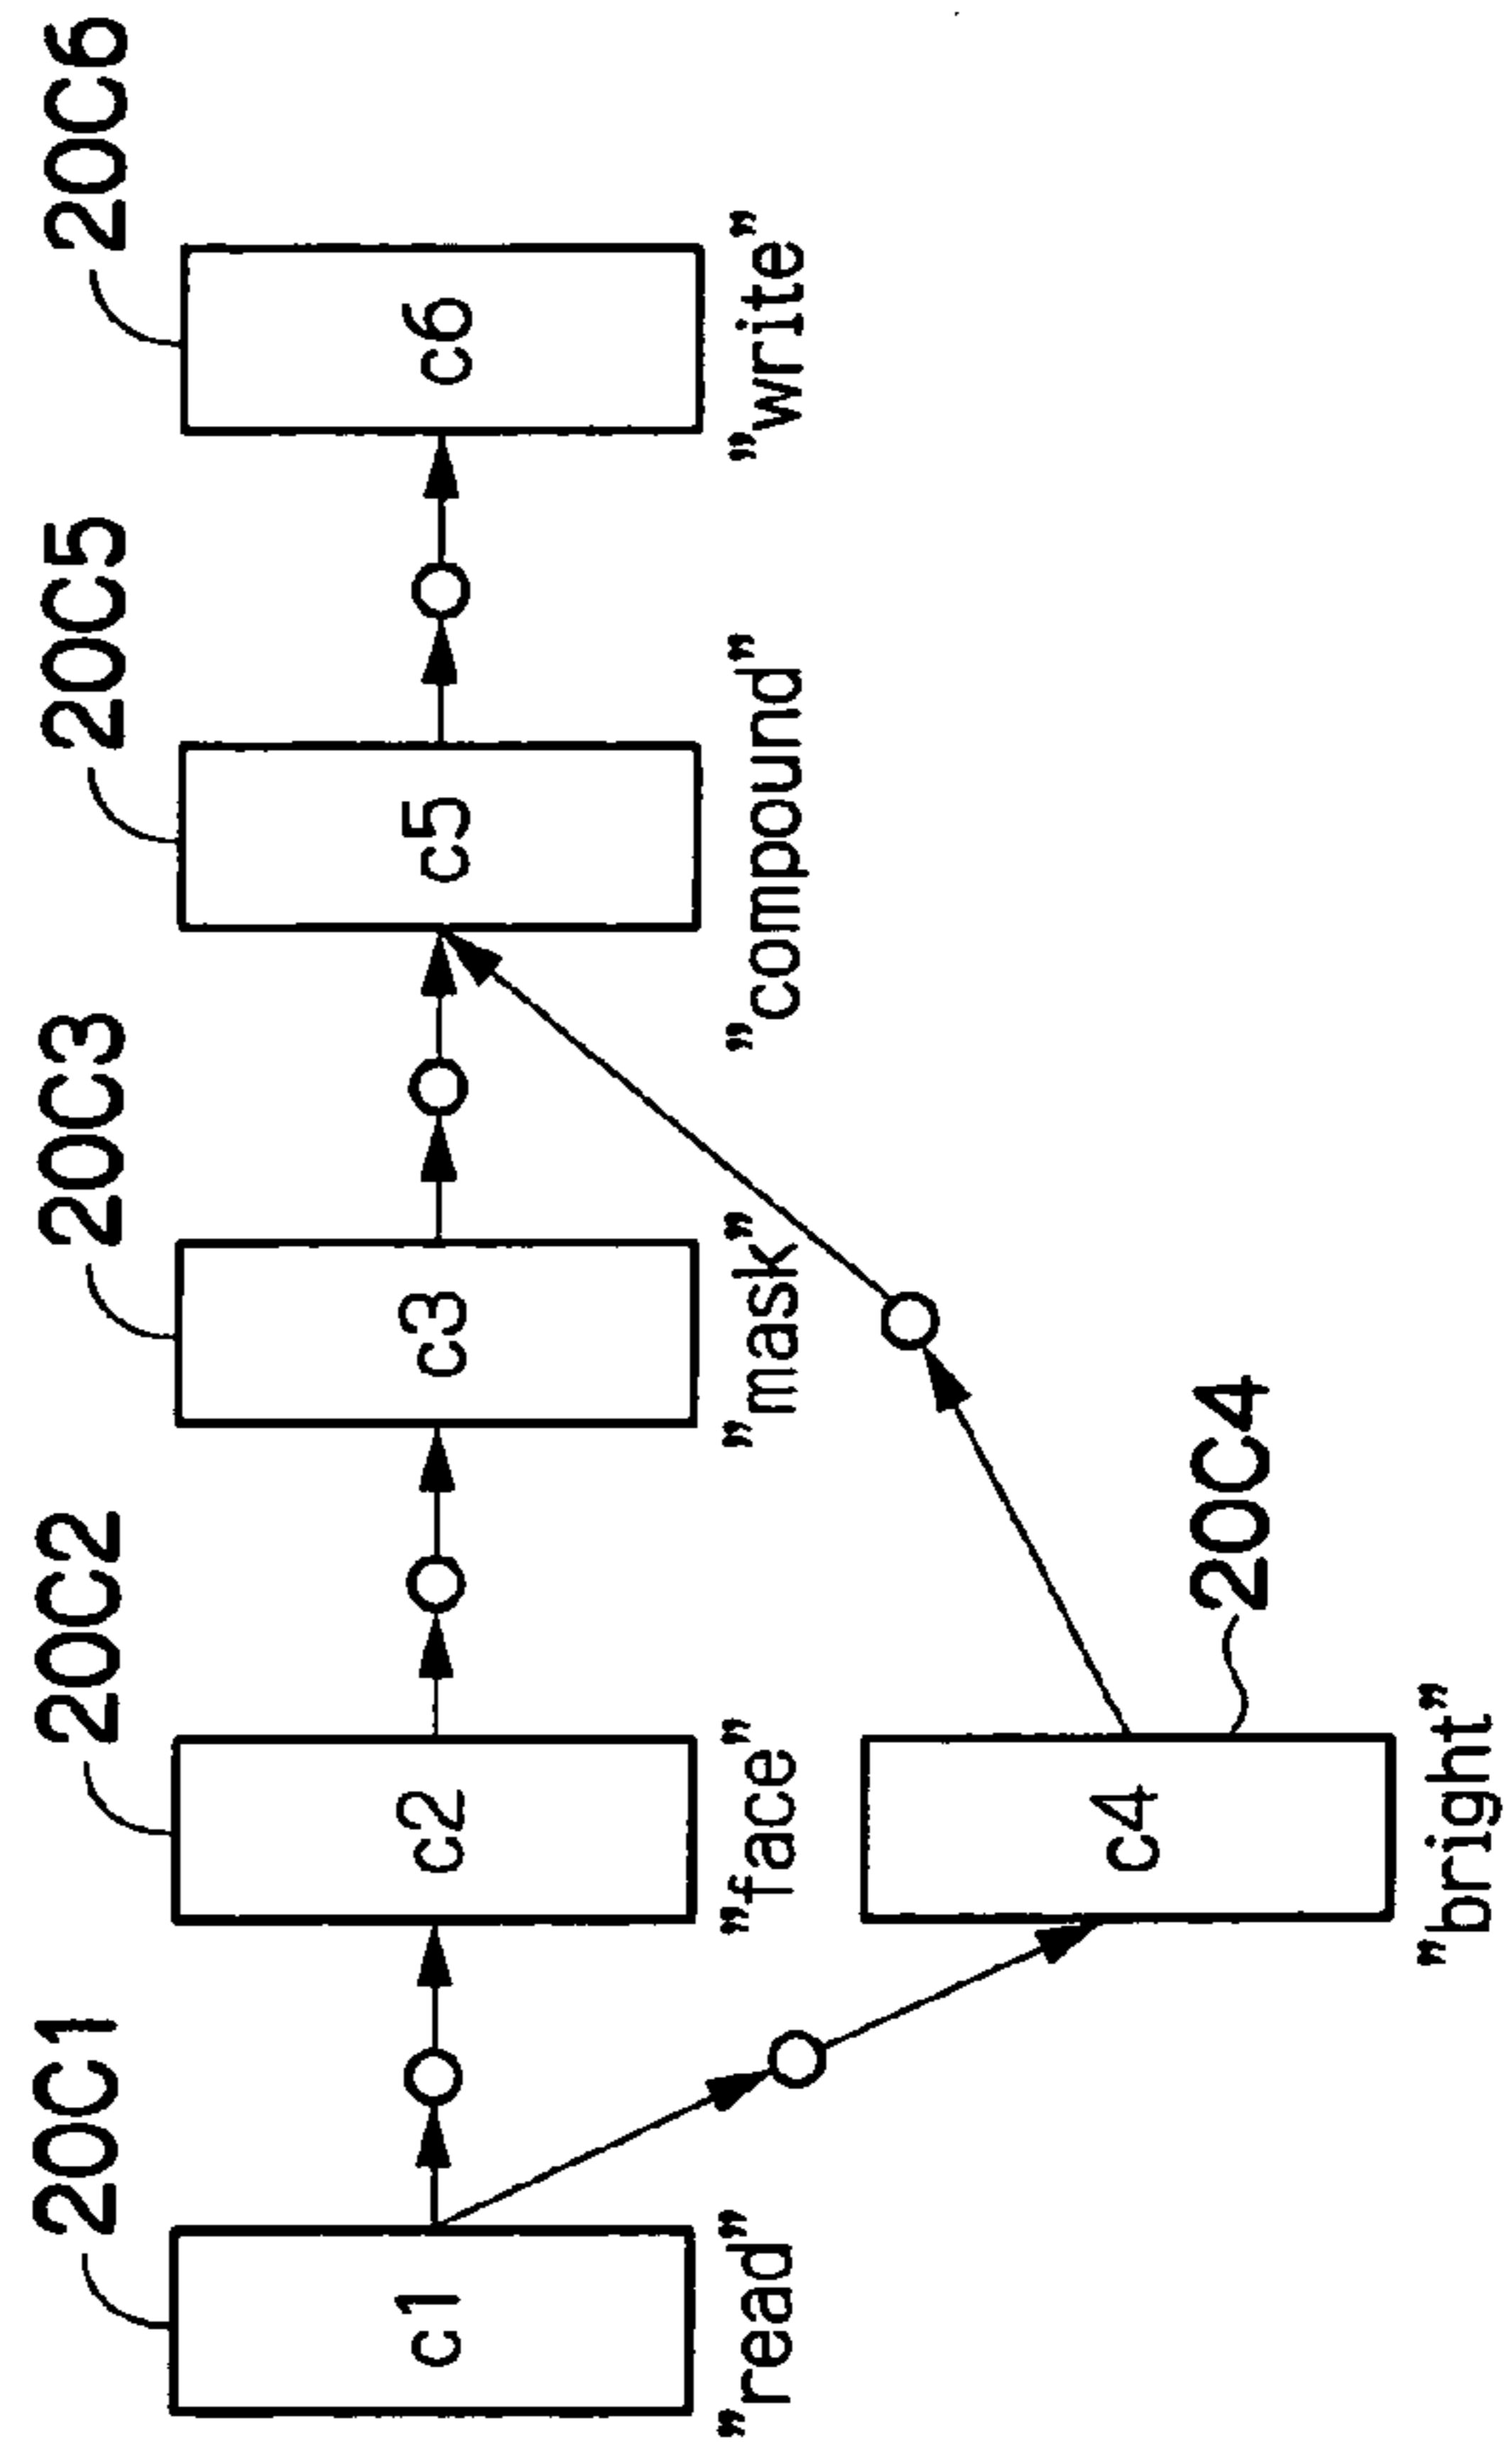 20C1
20C2
20C3
20C5
20C6
c1
c2
c3
c5
c6
”read”
”face”
”mask”
”compound”
”write”
c4
20C4
”bright”